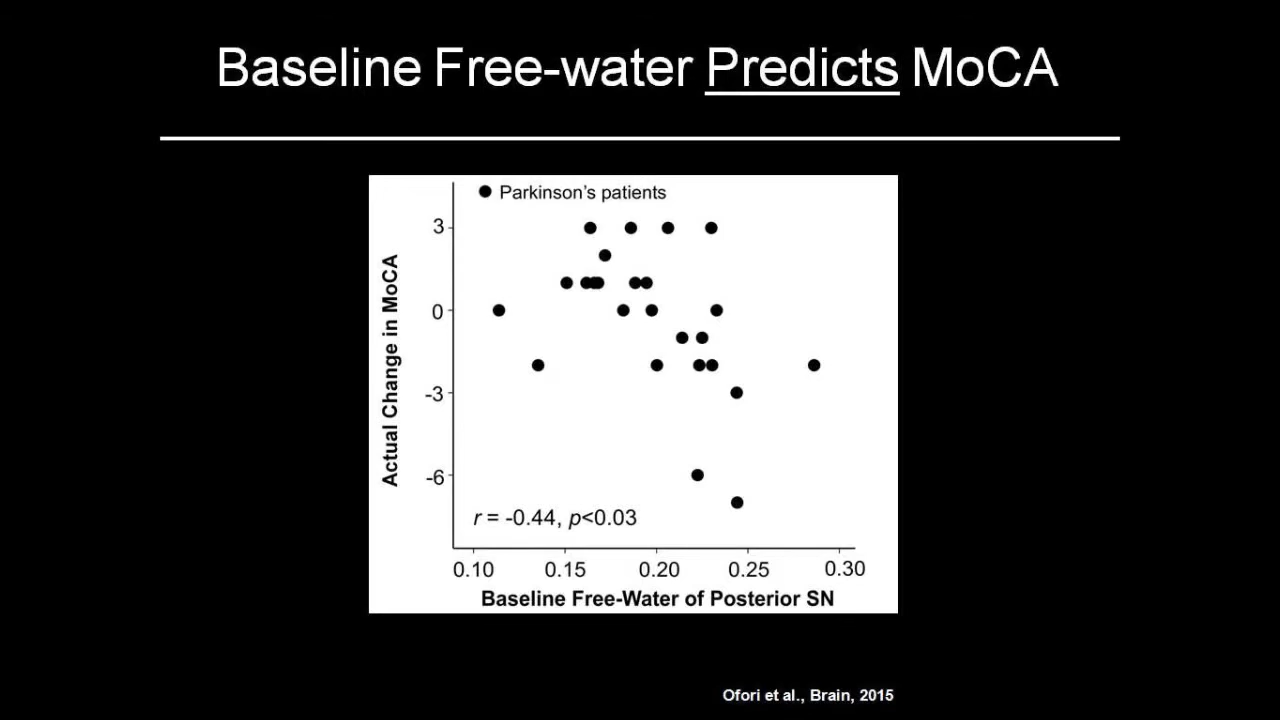 Baseline Free-water Predicts MoCA
Parkinson's patients
3
0
-3
-6
Actual Change in MoCA
r = -0.44, p<0.03
0.10 0.15 0.20 0.25 0.30
Baseline Free-Water of Posterior SN
Ofori et al., Brain, 2015